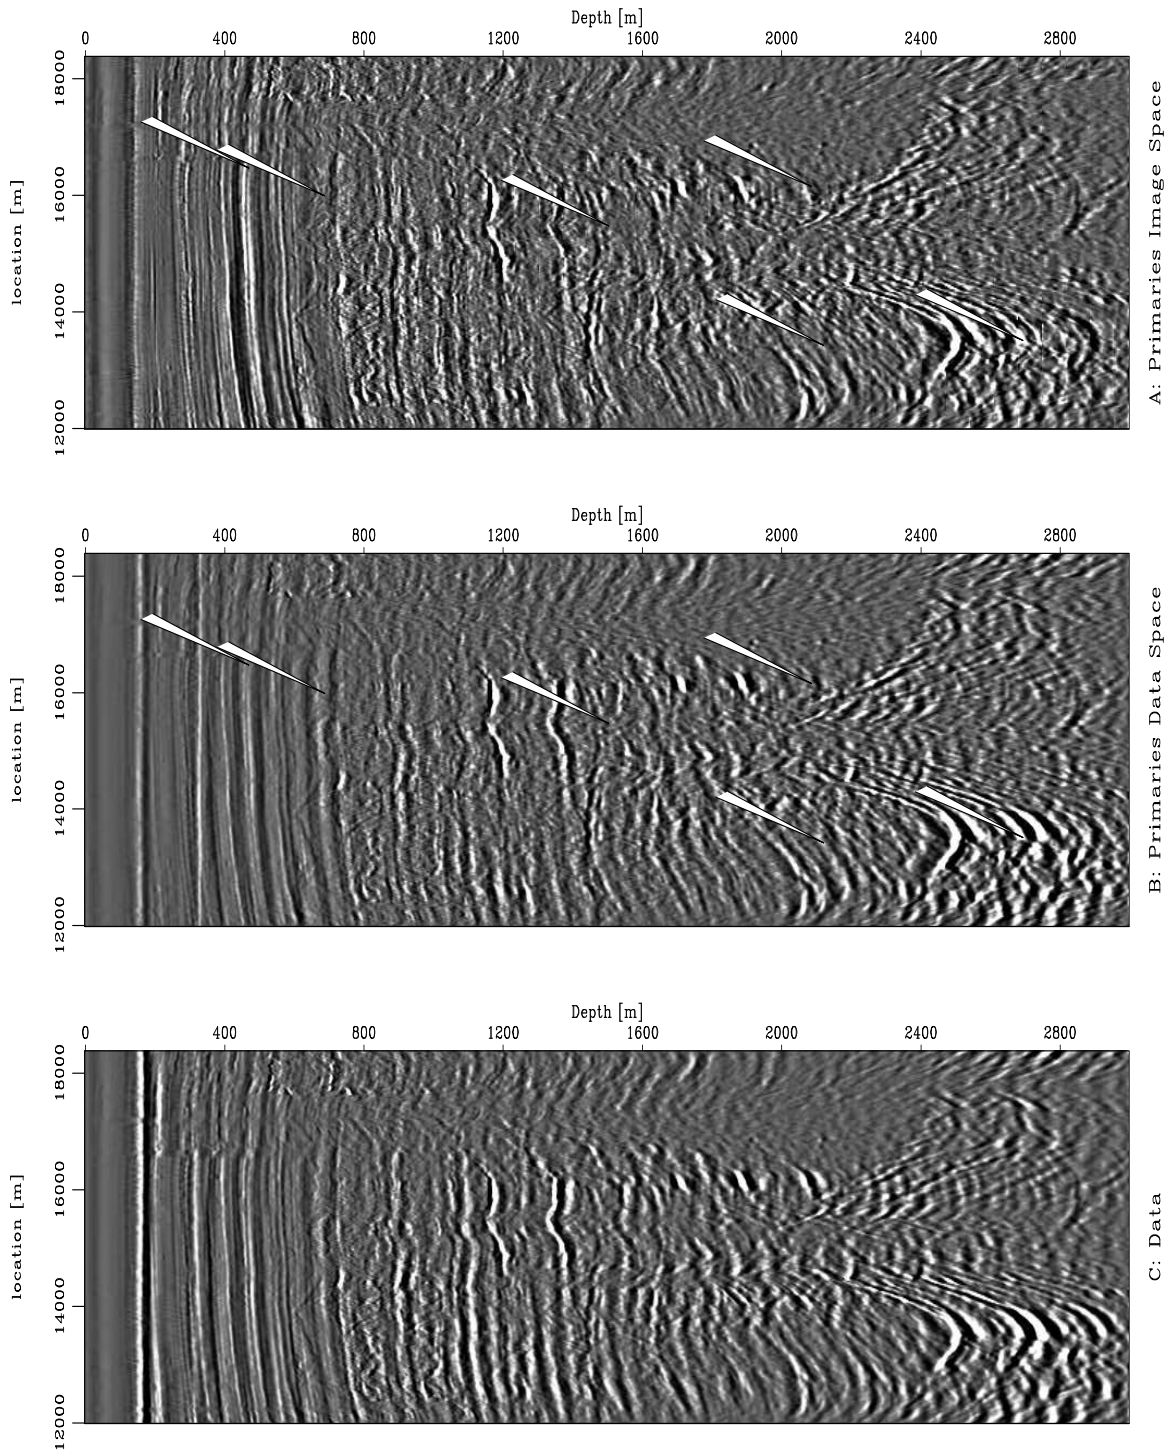 Depth [m]
0 400 800 1200 1600 2000 2400 2800
18000
16000
14000
12000
location [m]
A: Primaries Image Space
Depth [m]
0 400 800 1200 1600 2000 2400 2800
18000
16000
14000
12000
location [m]
B: Primaries Data Space
Depth [m]
0 400 800 1200 1600 2000 2400 2800
18000
16000
14000
12000
location [m]
C: Data